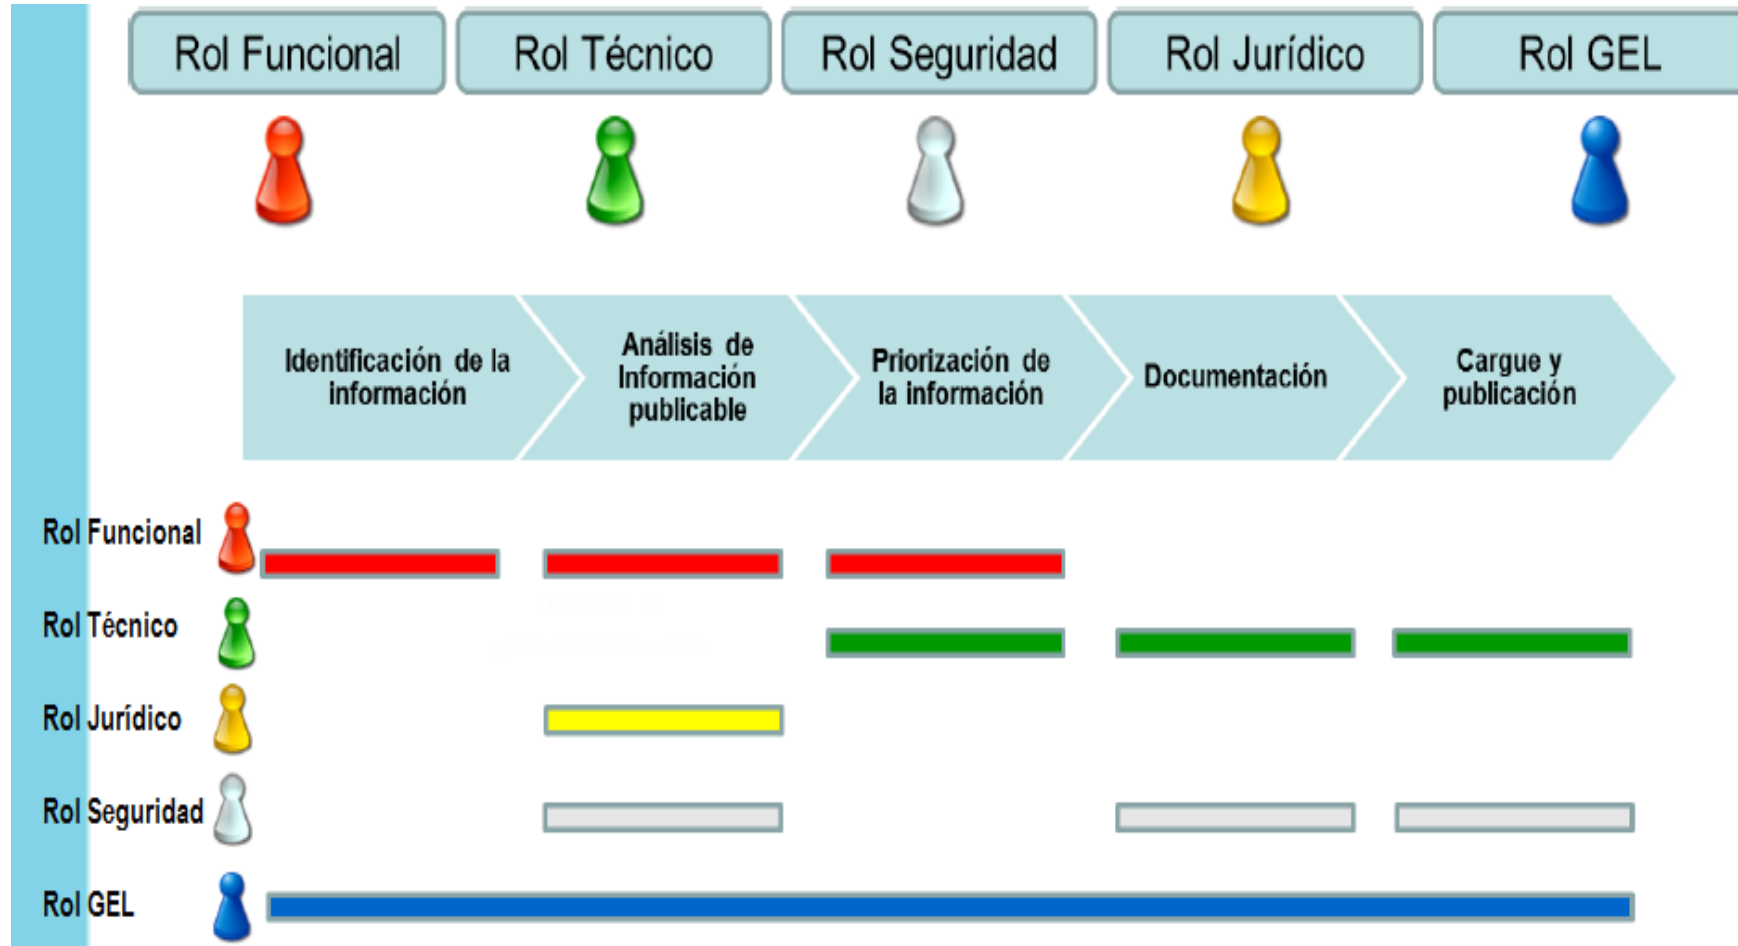 Rol Funcional
Rol Técnico
Rol Seguridad
Rol Jurídico
Rol GEL
Identificación de la
información
Análisis de
Información
publicable
Priorización de
la información
Documentación
Cargue y
publicación
Rol Funcional
Rol Técnico
Rol Jurídico
Rol Seguridad
Rol GEL